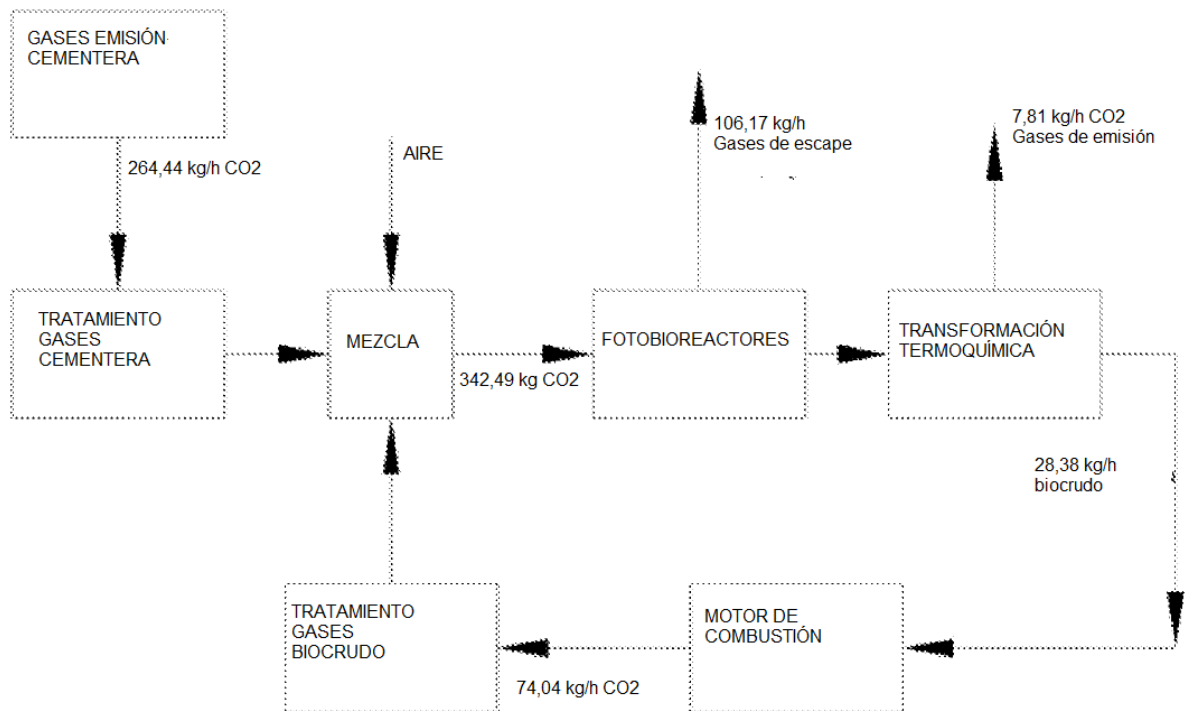 GASES EMISIÓN
CEMENTERA
264,44 kg/h CO2
AIRE
106,17 kg/h
Gases de escape
7,81 kg/h CO2
Gases de emisión
TRATAMIENTO
GASES
CEMENTERA
MEZCLA
342,49 kg CO2
FOTOBIOREACTORES
TRANSFORMACIÓN
TERMOQUÍMICA
28,38 kg/h
biocrudo
TRATAMIENTO
GASES
BIOCRUDO
74,04 kg/h CO2
MOTOR DE
COMBUSTIÓN